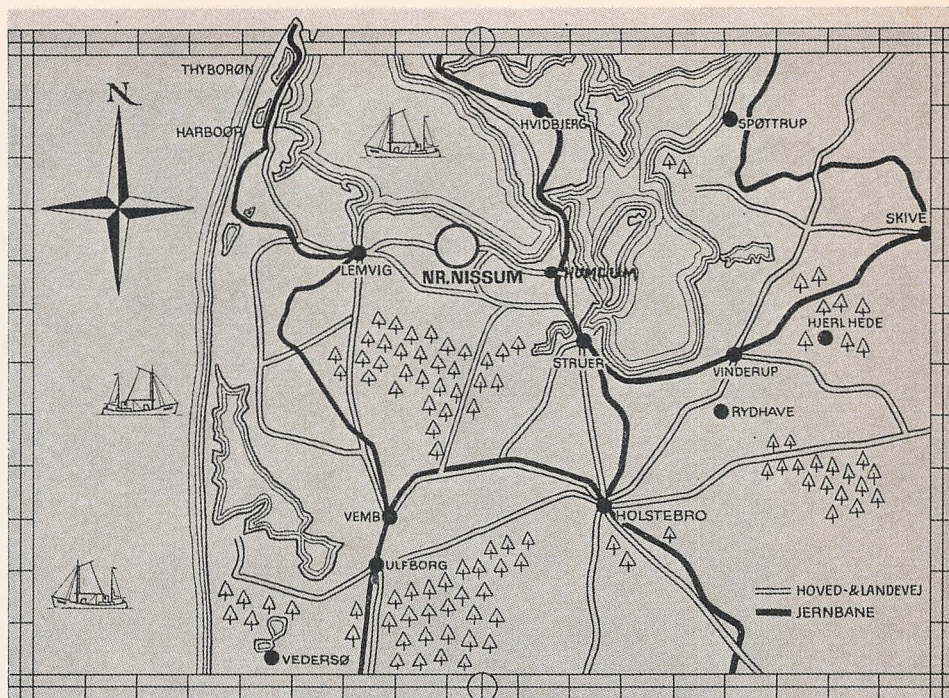 THYBORØN
N
HARBOØR
HVIDBJERG
SPØTTRUP
SKIVE
LEMVIG
NR.NISSUM
HUMLUM
HJERL HEDE
STRUER
VINDERUP
RYDHAVE
VEMB
HOLSTEBRO
ULFBORG
HOVED-& LANDEVEJ
JERNBANE
VEDERSØ